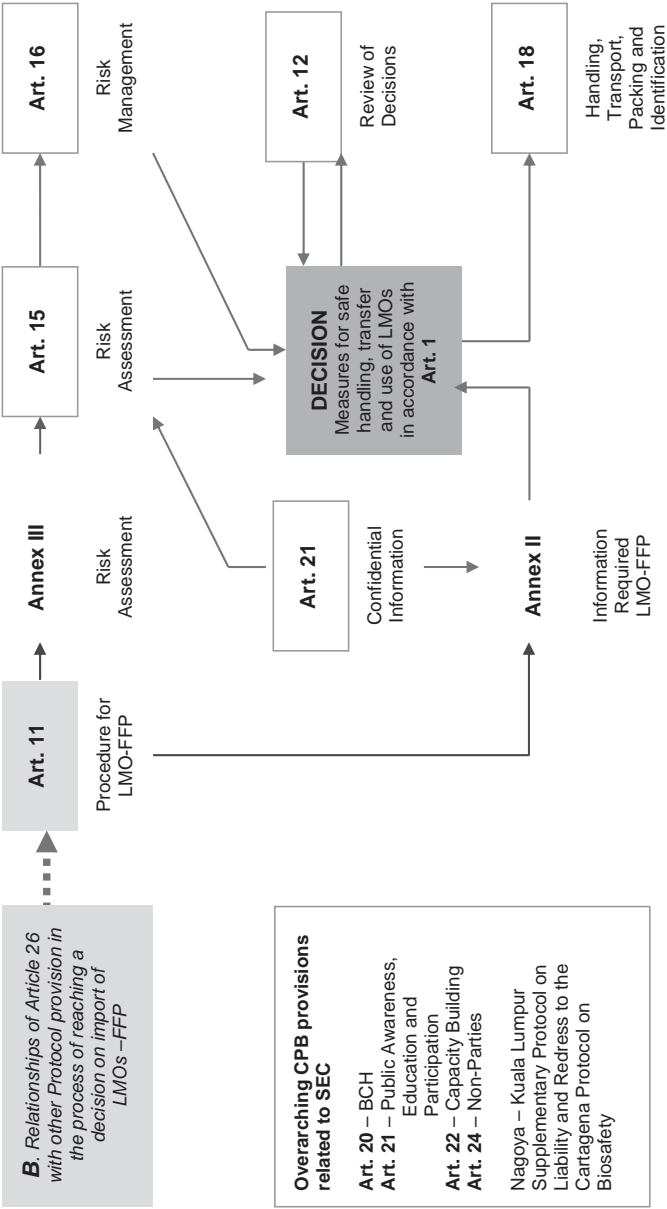 B. Relationships of Article 26
with other Protocol provision in
the process of reaching a
decision on import of
LMOs –FFP
Art. 11
Procedure for
LMO-FFP
Annex III
Risk
Assessment
Art. 15
Risk
Assessment
Art. 16
Risk
Management
Art. 21
Confidential
Information
DECISION
Measures for safe
handling, transfer
and use of LMOs
in accordance with
Art. 1
Art. 12
Review of
Decisions
Annex II
Information
Required
LMO-FFP
Art. 18
Handling,
Transport,
Packing and
Identification
Overarching CPB provisions
related to SEC
Art. 20 – BCH
Art. 21 – Public Awareness,
Education and
Participation
Art. 22 – Capacity Building
Art. 24 – Non-Parties
Nagoya – Kuala Lumpur
Supplementary Protocol on
Liability and Redress to the
Cartagena Protocol on
Biosafety